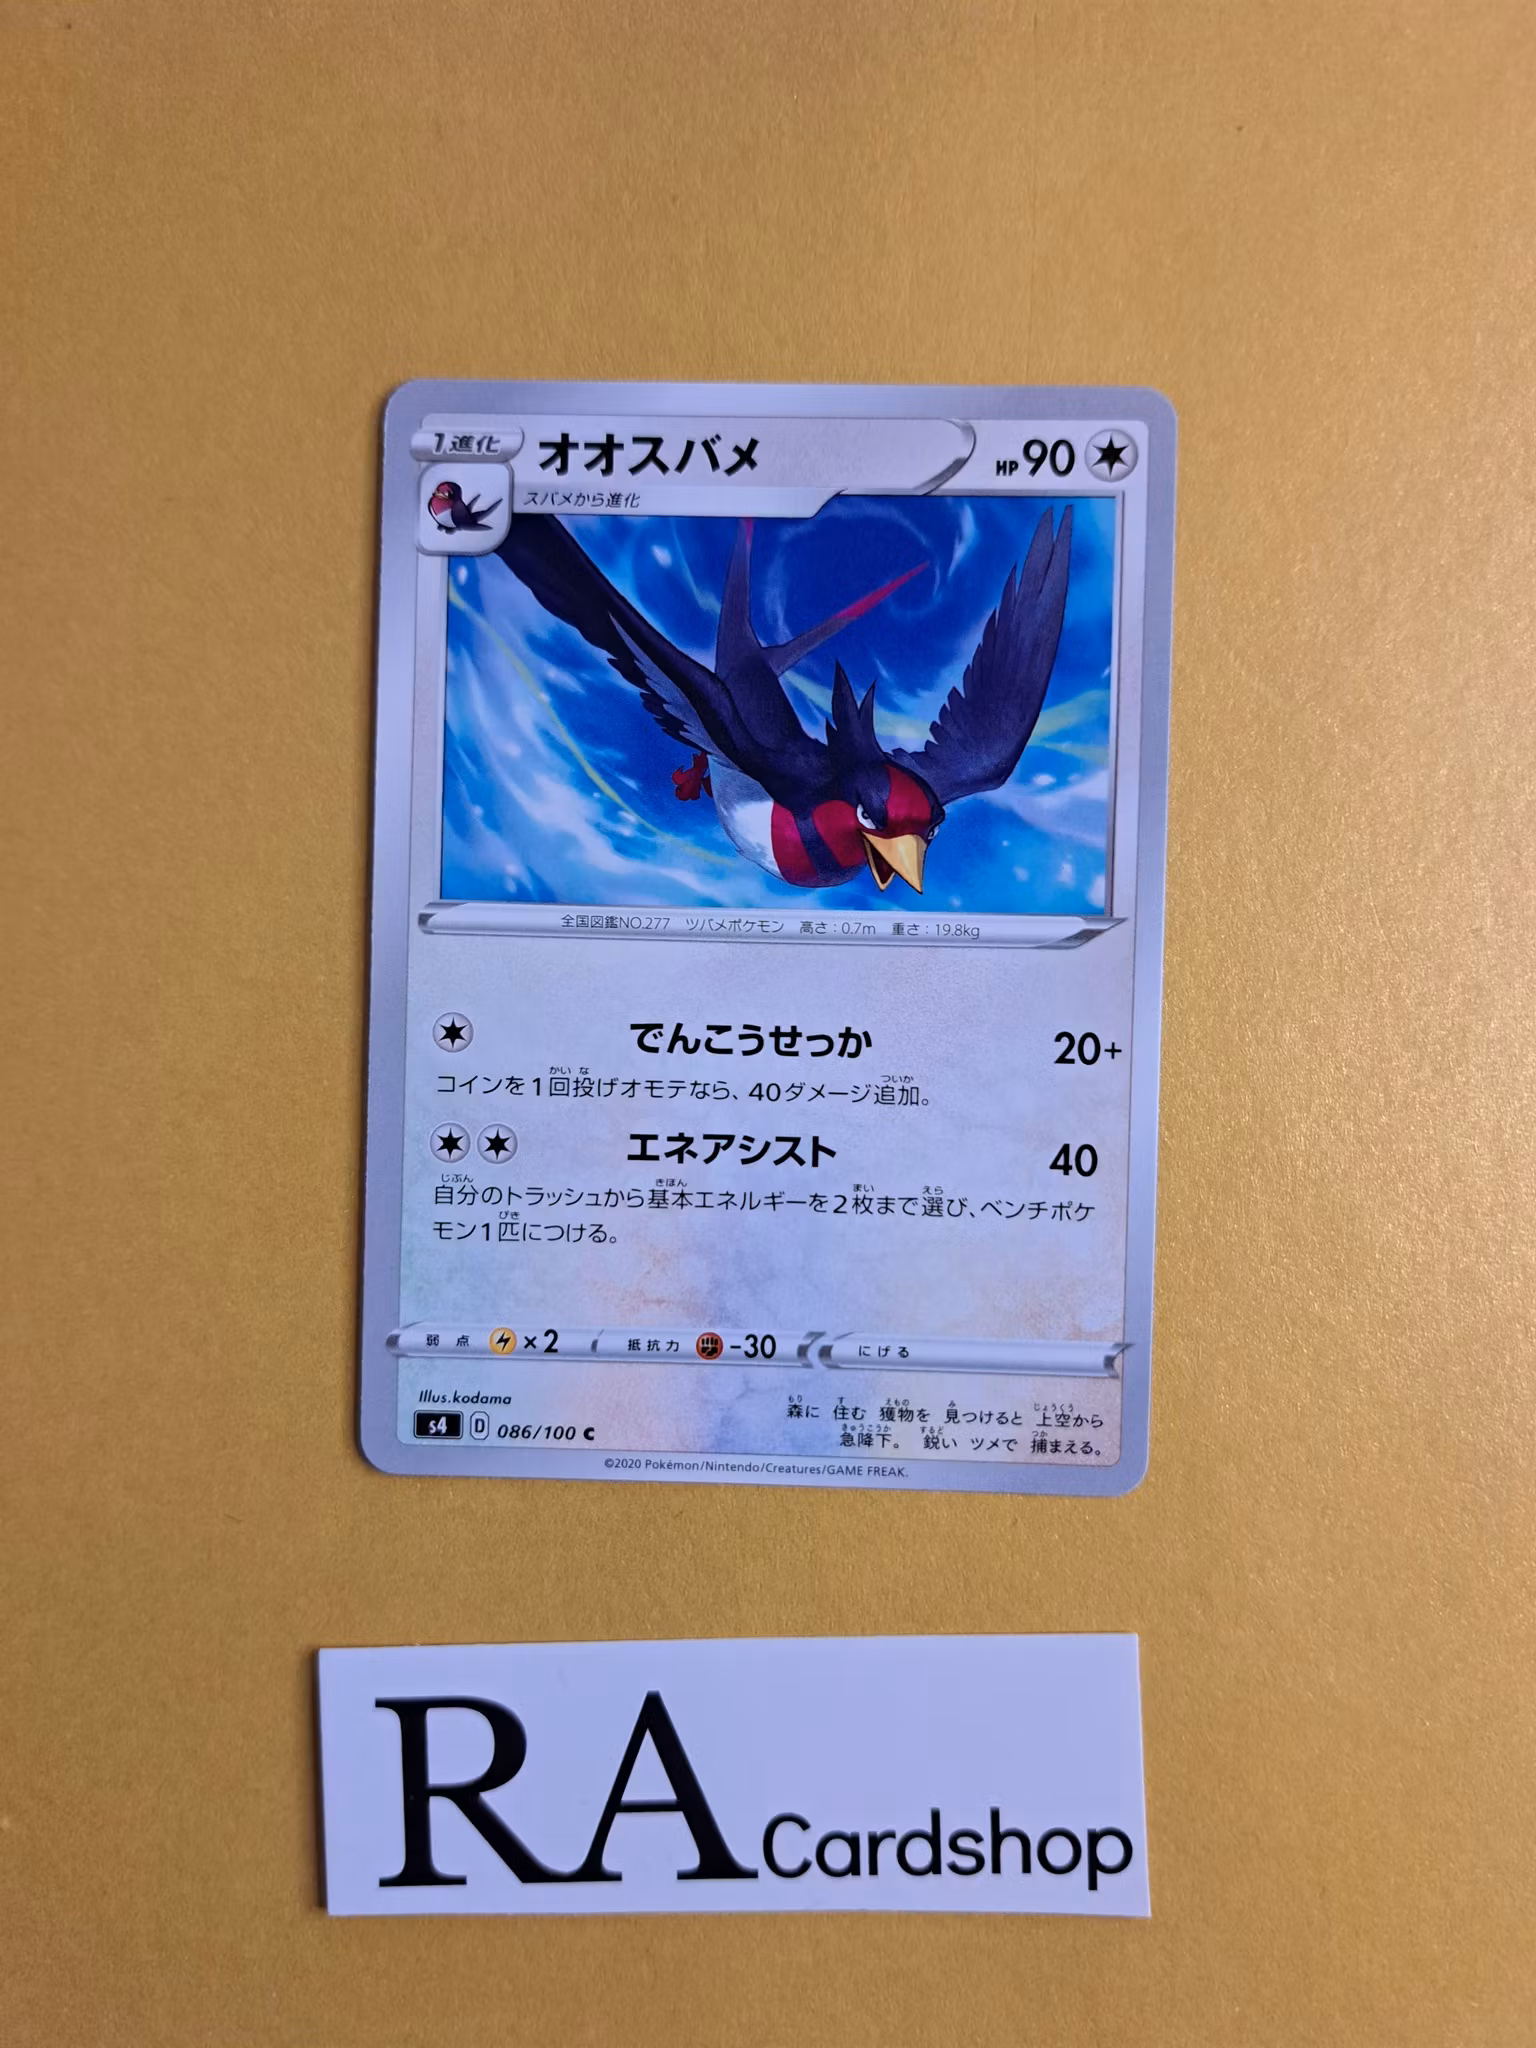 1進化
オオスバメ
HP 90
スバメから進化
全国図鑑NO.277 ツバメポケモン 高さ：0.7m 重さ：19.8kg
でんこうせっか 20+
コインを1回投げオモテなら、40ダメージ追加。
エネアシスト 40
自分のトラッシュから基本エネルギーを2枚まで選び、ベンチポケ
モン1匹につける。
弱点 ×2 抵抗力 -30 にげる
Illus.kodama
s4 D 086/100 C
森に 住む 獲物を 見つけると 上空から
急降下。 鋭い ツメで 捕まえる。
©2020 Pokémon/Nintendo/Creatures/GAME FREAK.
RA Cardshop